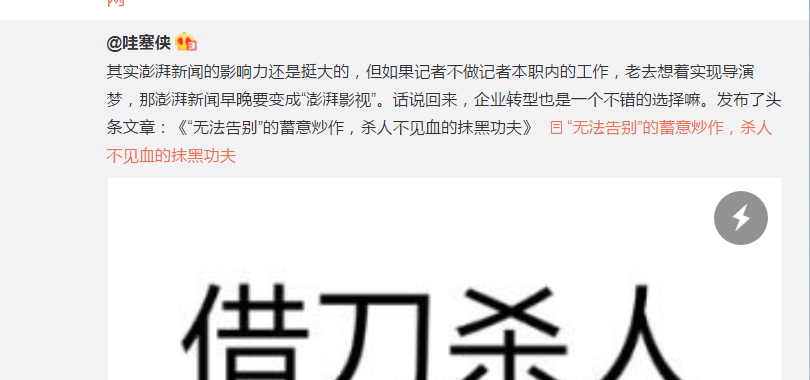 网
@哇塞侠
其实澎湃新闻的影响力还是挺大的，但如果记者不做记者本职内的工作，老去想着实现导演
梦，那澎湃新闻早晚要变成“澎湃影视”。话说回来，企业转型也是一个不错的选择嘛。发布了头
条文章：《“无法告别”的蓄意炒作，杀人不见血的抹黑功夫》 “无法告别”的蓄意炒作，杀人
不见血的抹黑功夫
借刀杀人